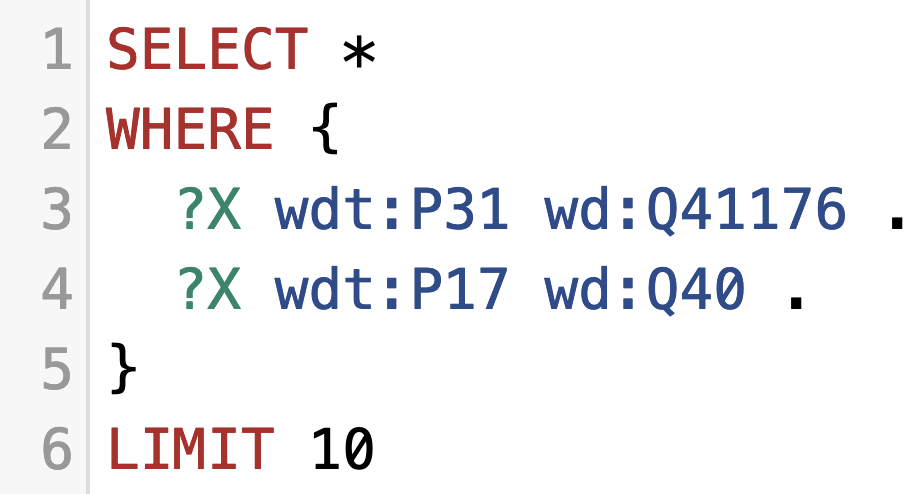 1 SELECT *
2 WHERE {
3   ?X wdt:P31 wd:Q41176 .
4   ?X wdt:P17 wd:Q40 .
5 }
6 LIMIT 10